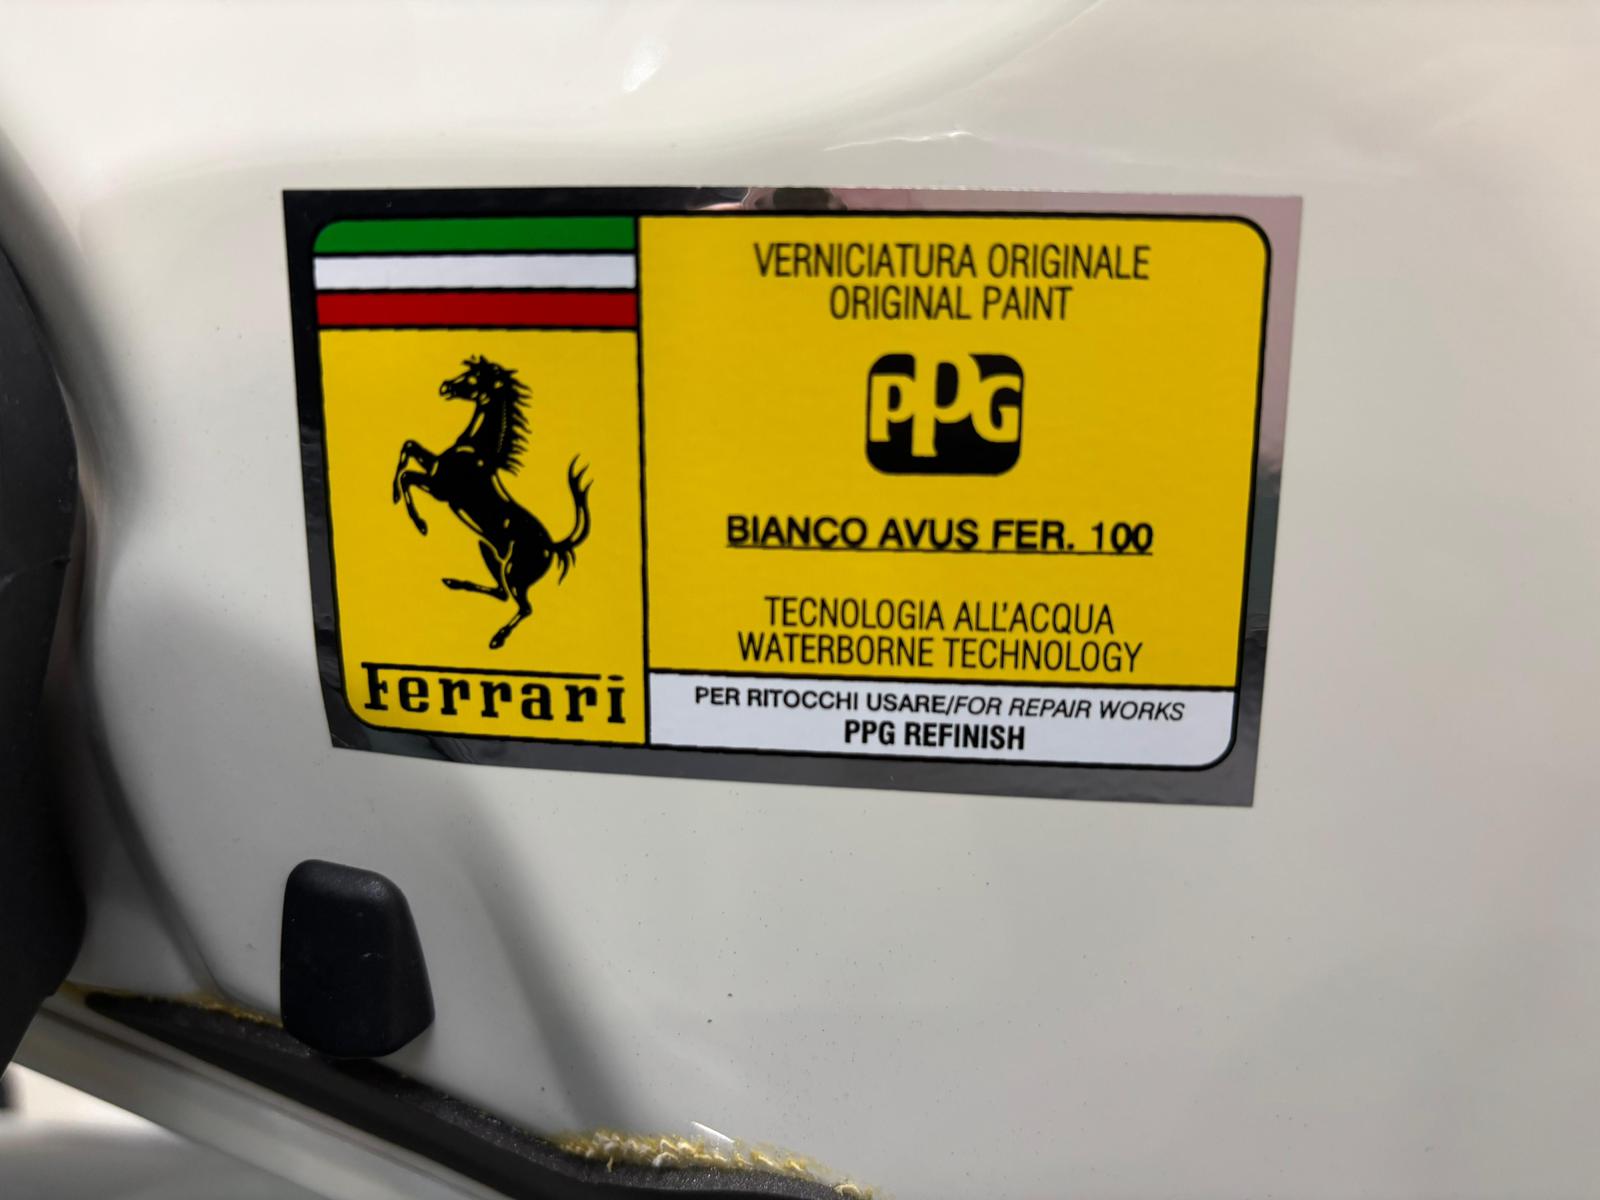 VERNICIATURA ORIGINALE
ORIGINAL PAINT
PPG
BIANCO AVUS FER. 100
TECNOLOGIA ALL'ACQUA
WATERBORNE TECHNOLOGY
Ferrari
PER RITOCCHI USARE/FOR REPAIR WORKS
PPG REFINISH